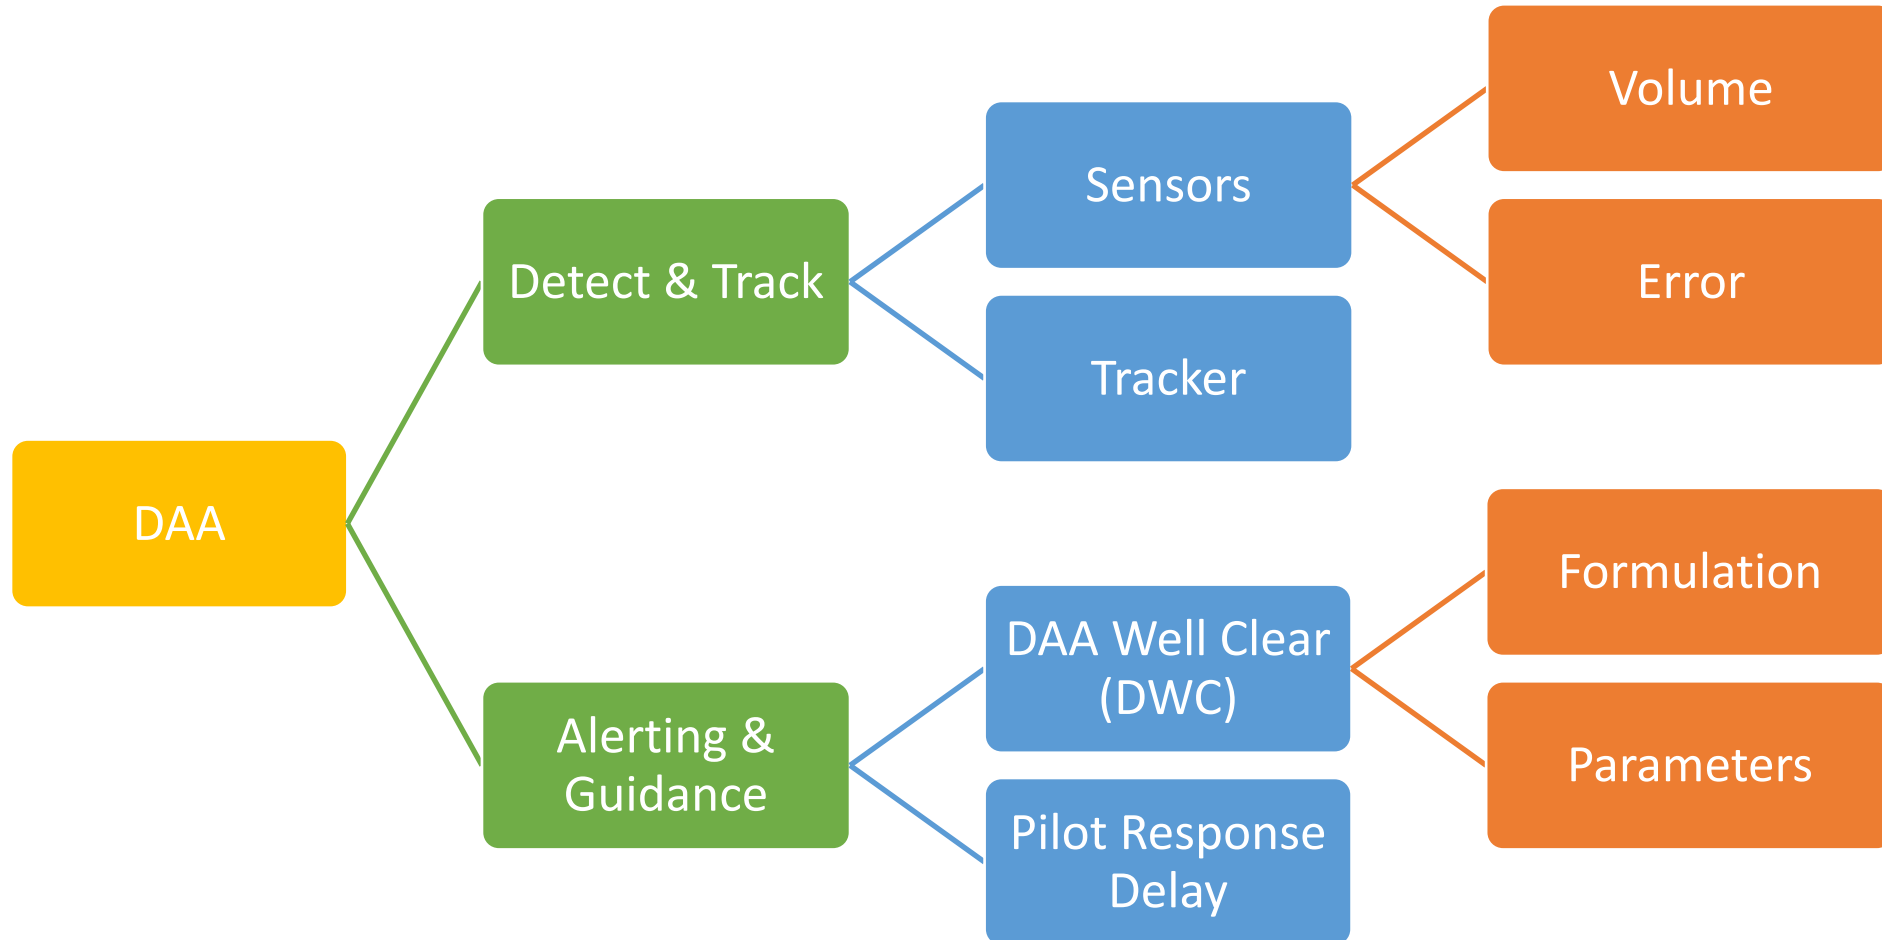 DAA
Detect & Track
Sensors
Volume
Error
Tracker
Alerting &
Guidance
DAA Well Clear
(DWC)
Formulation
Parameters
Pilot Response
Delay